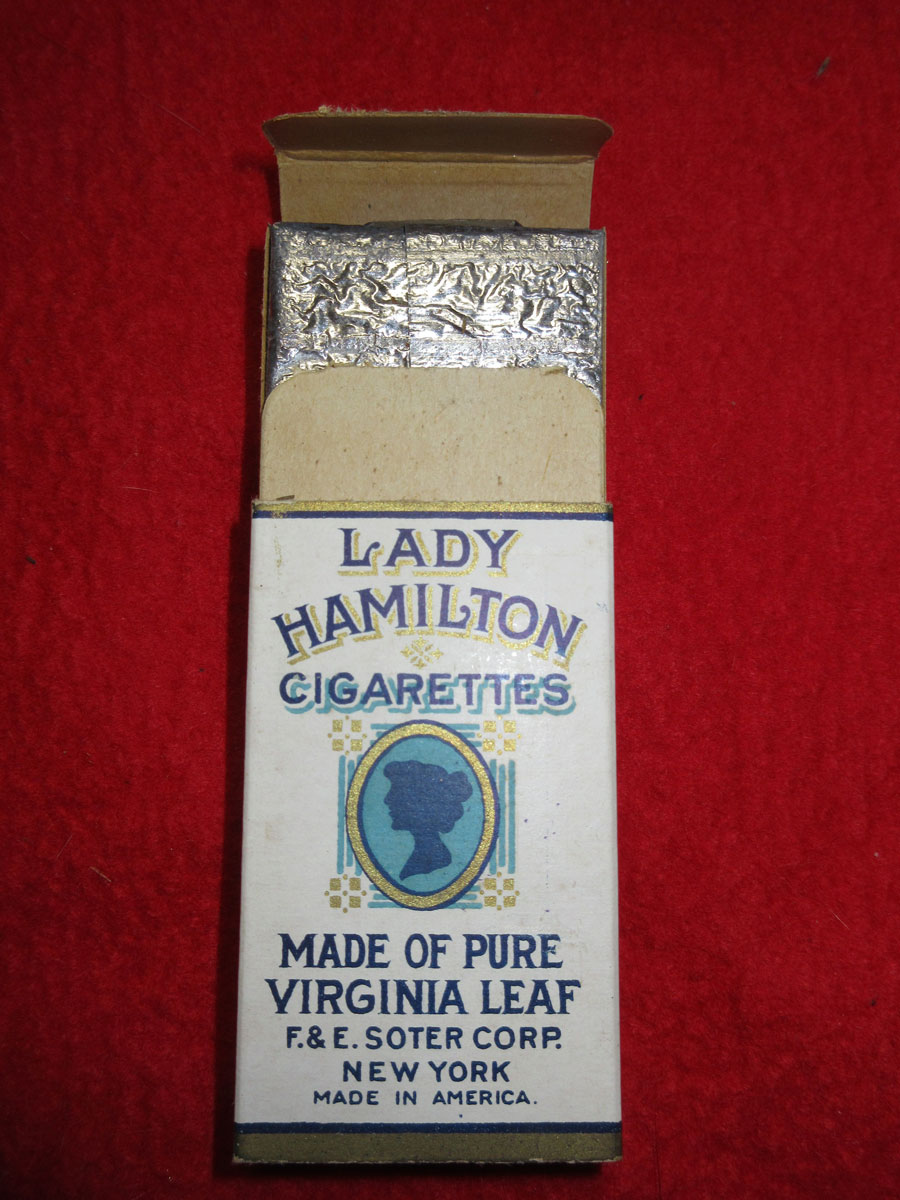 LADY
HAMILTON
CIGARETTES
MADE OF PURE
VIRGINIA LEAF
F. & E. SOTER CORP.
NEW YORK
MADE IN AMERICA.